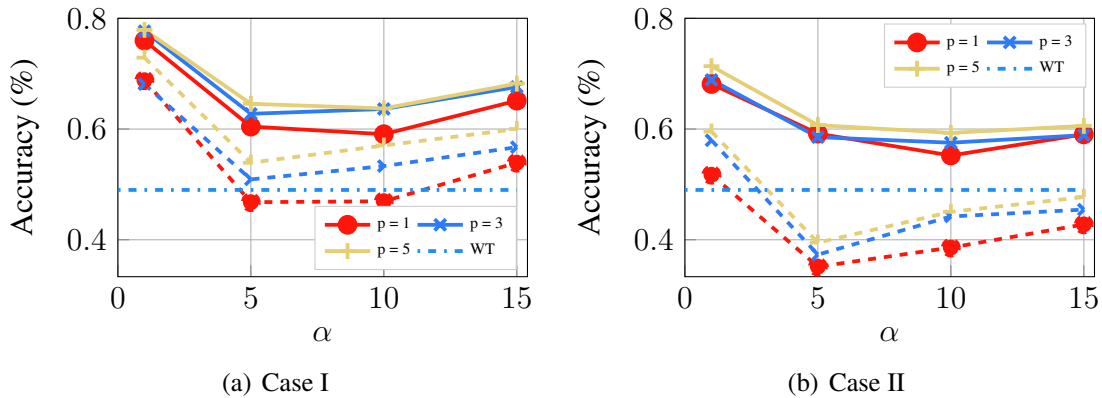 0.8
0.6
0.4
Accuracy (%)
p = 1
p = 3
p = 5
WT
0
5
10
15
α
(a) Case I
0.8
0.6
0.4
Accuracy (%)
p = 1
p = 3
p = 5
WT
0
5
10
15
α
(b) Case II